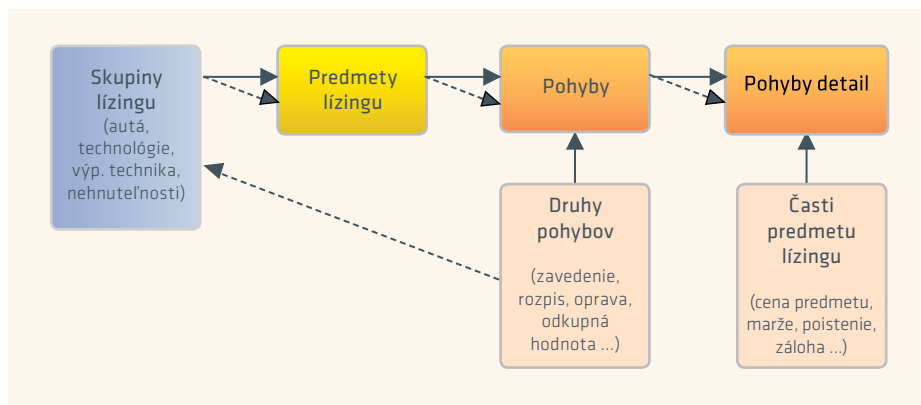 Skupiny
lízingu
(autá,
technológie,
výp. technika,
nehnuteľnosti)
Predmety
lízingu
Pohyby
Pohyby detail
Druhy
pohybov
(zavedenie,
rozpis, oprava,
odkupná
hodnota ...)
Časti
predmetu
lízingu
(cena predmetu,
marže, poistenie,
záloha ...)